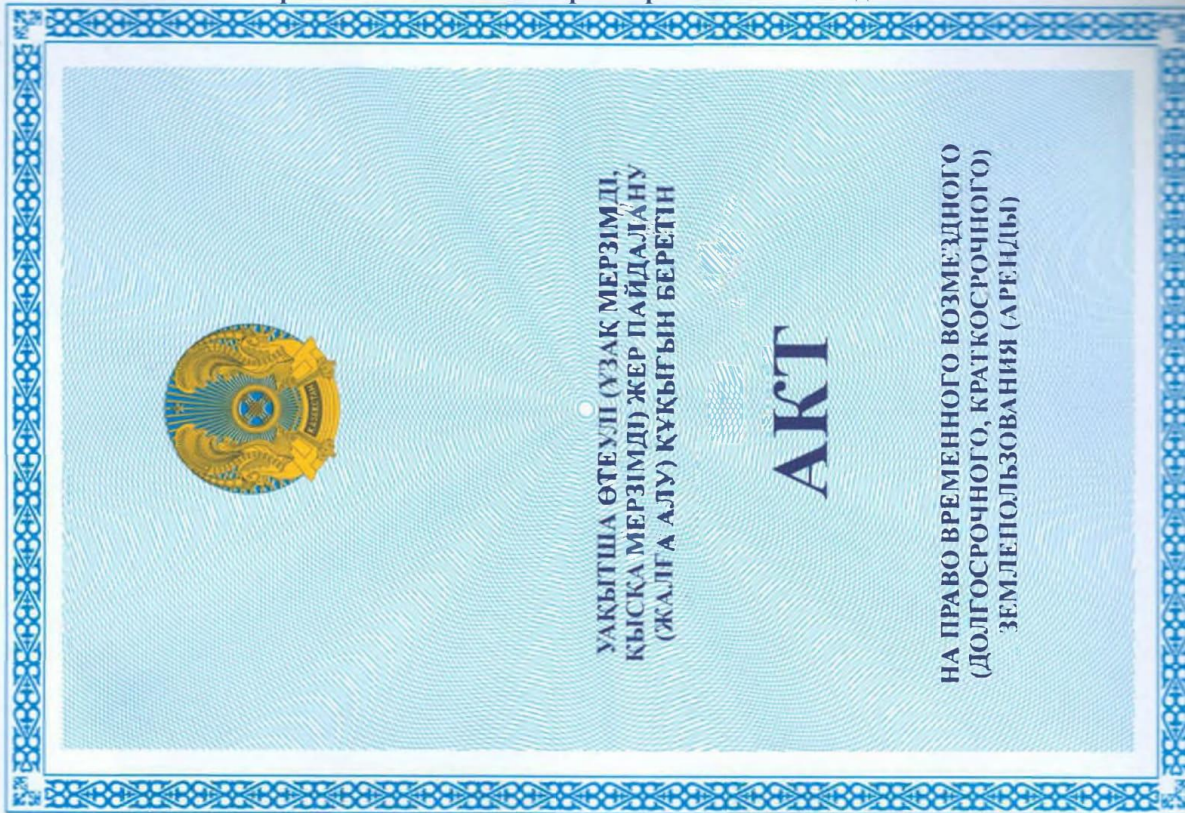 ҚАЗАҚСТАН
УАҚЫТША ӨТЕУЛІ (ҰЗАҚ МЕРЗІМДІ,
ҚЫСҚА МЕРЗІМДІ) ЖЕР ПАЙДАЛАНУ
(ЖАЛҒА АЛУ) ҚҰҚЫҒЫН БЕРЕТІН
АКТ
НА ПРАВО ВРЕМЕННОГО ВОЗМЕЗДНОГО
(ДОЛГОСРОЧНОГО, КРАТКОСРОЧНОГО)
ЗЕМЛЕПОЛЬЗОВАНИЯ (АРЕНДЫ)